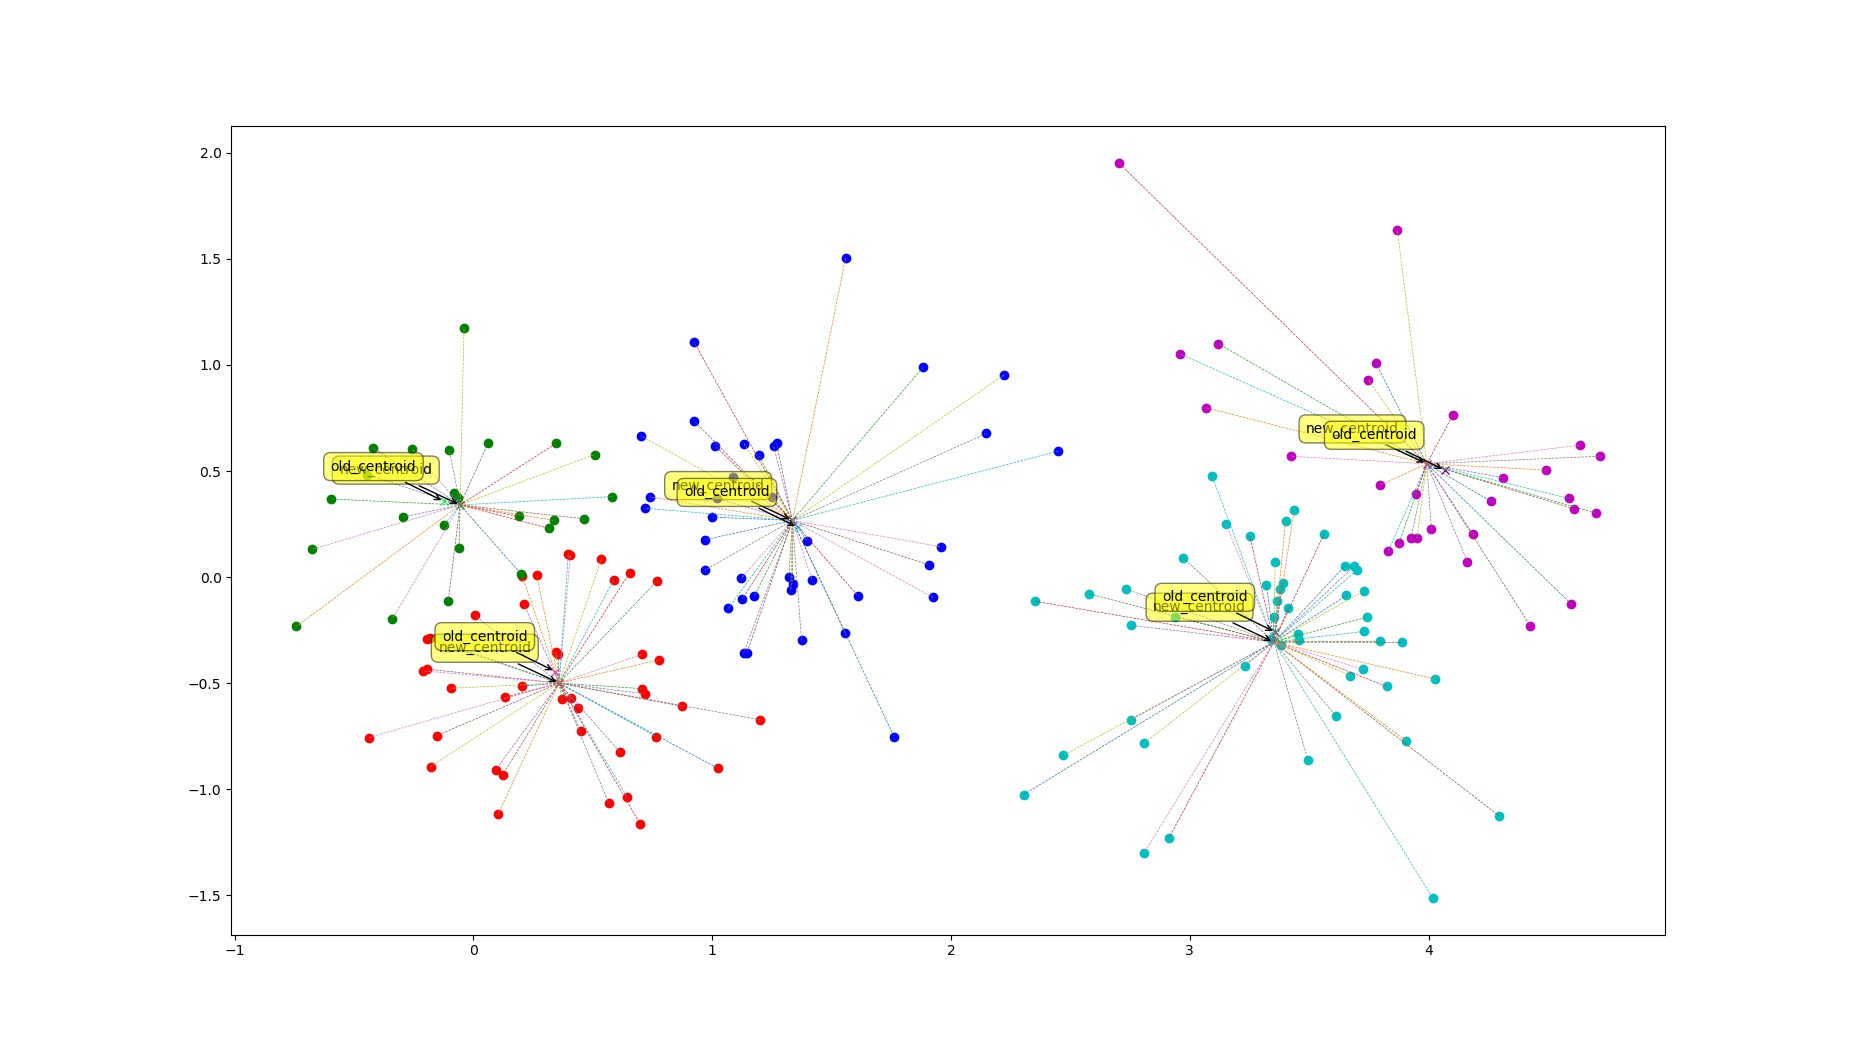 2.0
1.5
1.0
0.5
0.0
−0.5
−1.0
−1.5
−1
0
1
2
3
4
new_centroid
old_centroid
new_centroid
old_centroid
new_centroid
old_centroid
new_centroid
old_centroid
new_centroid
old_centroid